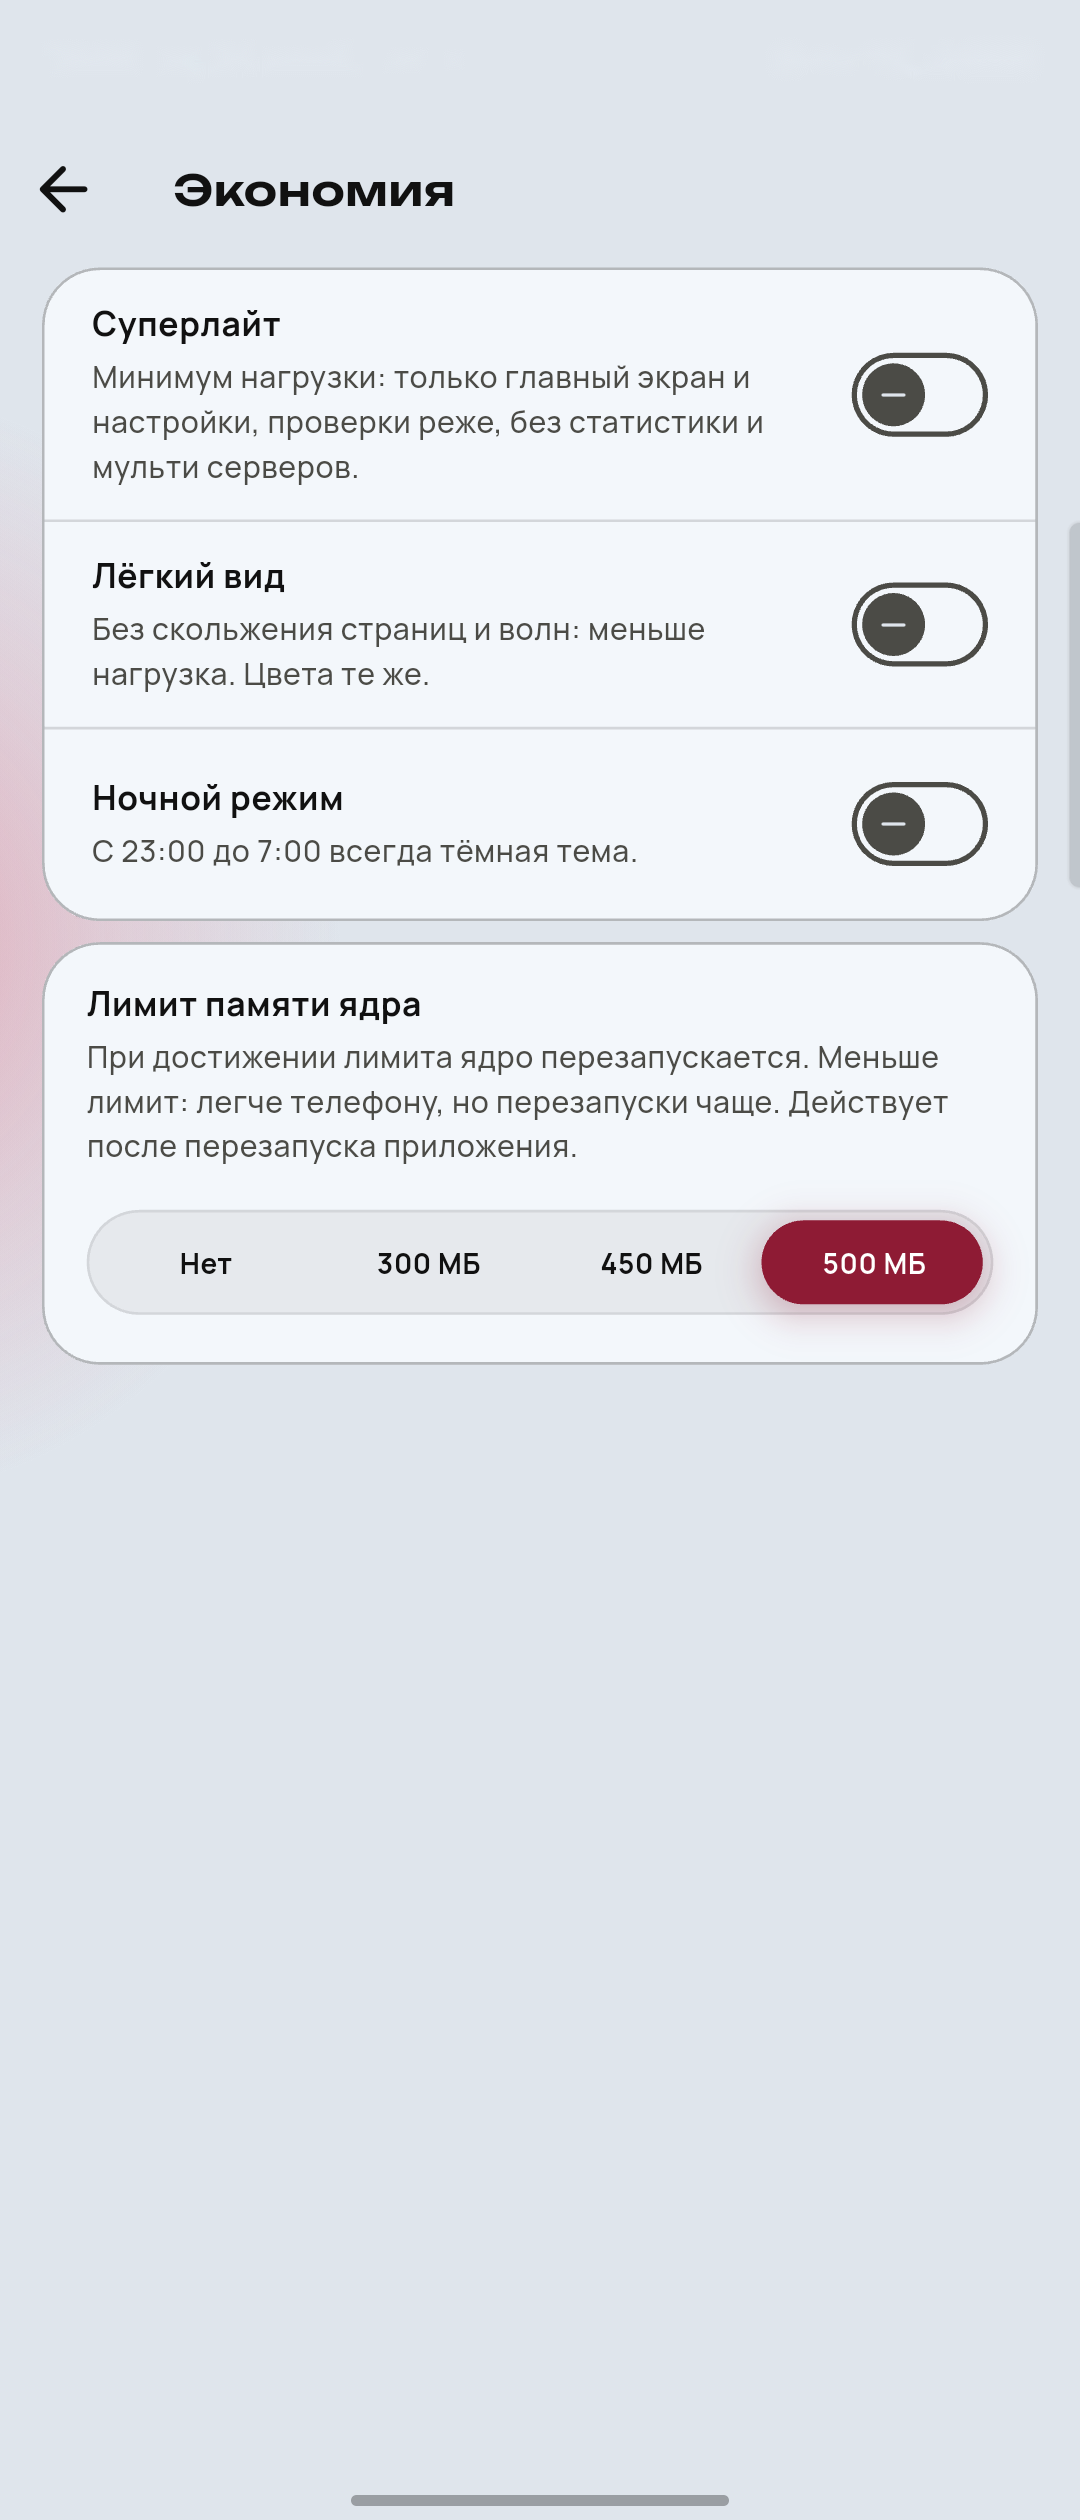 Экономия
Суперлайт
Минимум нагрузки: только главный экран и
настройки, проверки реже, без статистики и
мульти серверов.
Лёгкий вид
Без скольжения страниц и волн: меньше
нагрузка. Цвета те же.
Ночной режим
С 23:00 до 7:00 всегда тёмная тема.
Лимит памяти ядра
При достижении лимита ядро перезапускается. Меньше
лимит: легче телефону, но перезапуски чаще. Действует
после перезапуска приложения.
Нет 300 МБ 450 МБ 500 МБ